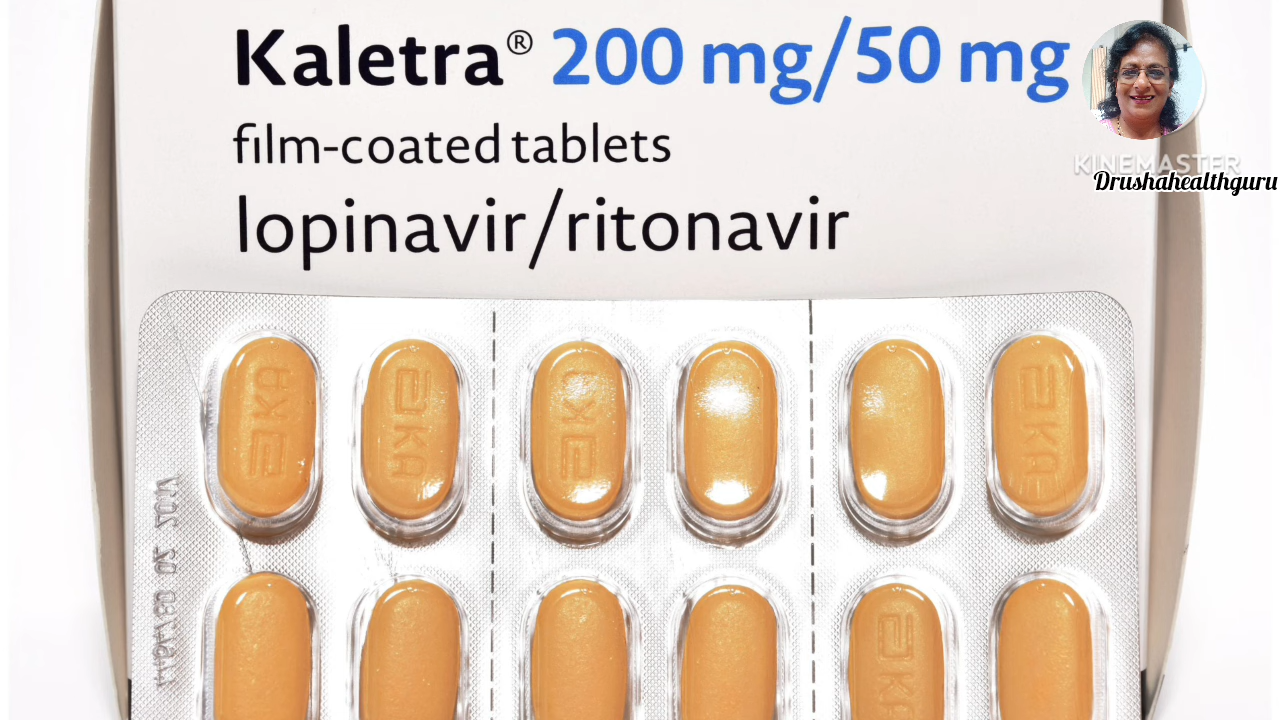 Kaletra® 200 mg/50 mg
film-coated tablets
lopinavir/ritonavir
KINEMASTER
Drushahealthguru